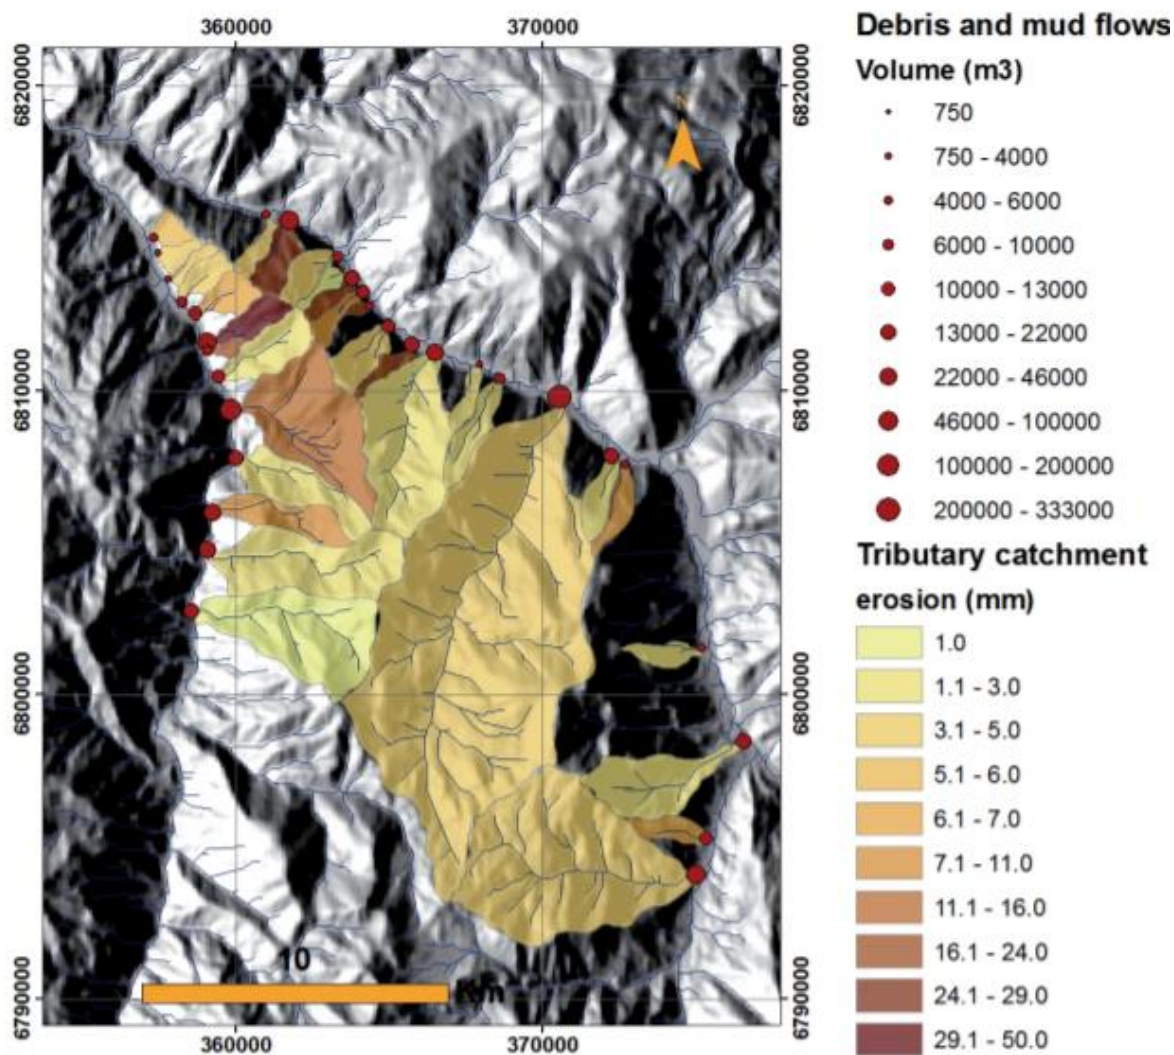 360000 370000
6820000 6820000
6810000 6810000
6800000 6800000
6790000 6790000
N
10
Km
360000 370000
Debris and mud flows
Volume (m3)
750
750 - 4000
4000 - 6000
6000 - 10000
10000 - 13000
13000 - 22000
22000 - 46000
46000 - 100000
100000 - 200000
200000 - 333000
Tributary catchment
erosion (mm)
1.0
1.1 - 3.0
3.1 - 5.0
5.1 - 6.0
6.1 - 7.0
7.1 - 11.0
11.1 - 16.0
16.1 - 24.0
24.1 - 29.0
29.1 - 50.0